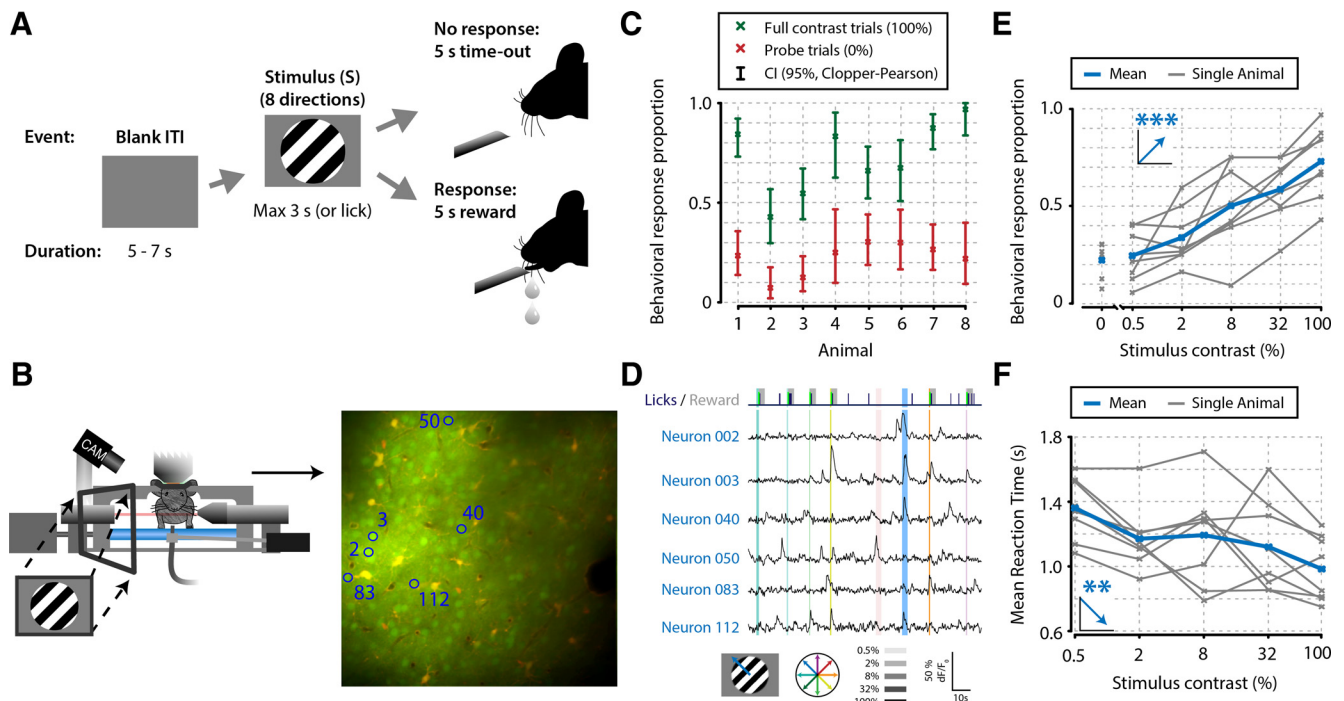 A
Event:
Blank ITI
Stimulus (S)
(8 directions)
Max 3 s (or lick)
No response:
5 s time-out
Response:
5 s reward
Duration:
5 - 7 s
B
CAM
50
3
40
2
83
112
C
Full contrast trials (100%)
Probe trials (0%)
CI (95%, Clopper-Pearson)
Behavioral response proportion
1.0
0.5
0
1 2 3 4 5 6 7 8
Animal
D
Licks / Reward
Neuron 002
Neuron 003
Neuron 040
Neuron 050
Neuron 083
Neuron 112
0.5%
2%
8%
32%
100%
50 %
dF/F0
10s
E
Mean Single Animal
Behavioral response proportion
1.0
0.5
0
***
0 0.5 2 8 32 100
Stimulus contrast (%)
F
Mean Single Animal
Mean Reaction Time (s)
1.8
1.4
1.0
0.6
**
0.5 2 8 32 100
Stimulus contrast (%)